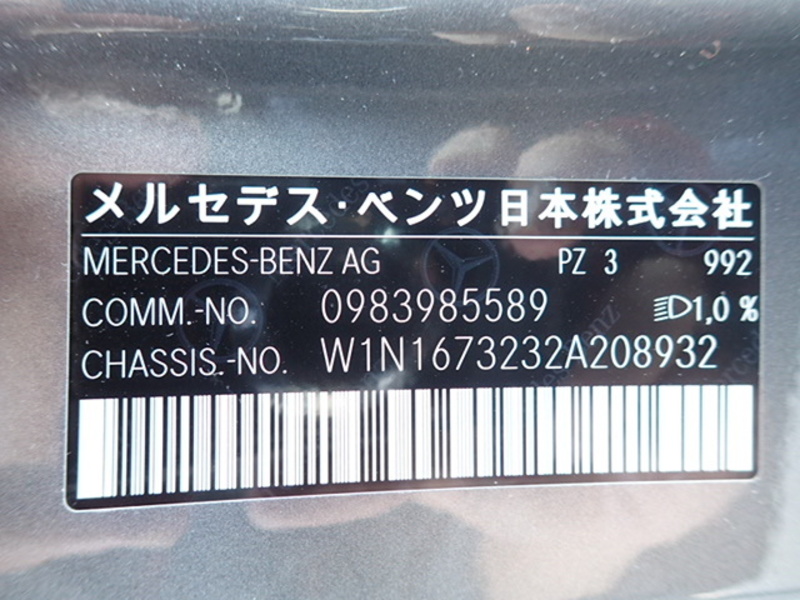 メルセデス・ベンツ日本株式会社
MERCEDES-BENZ AG PZ 3 992
COMM.-NO. 0983985589 1,0 %
CHASSIS.-NO. W1N1673232A208932